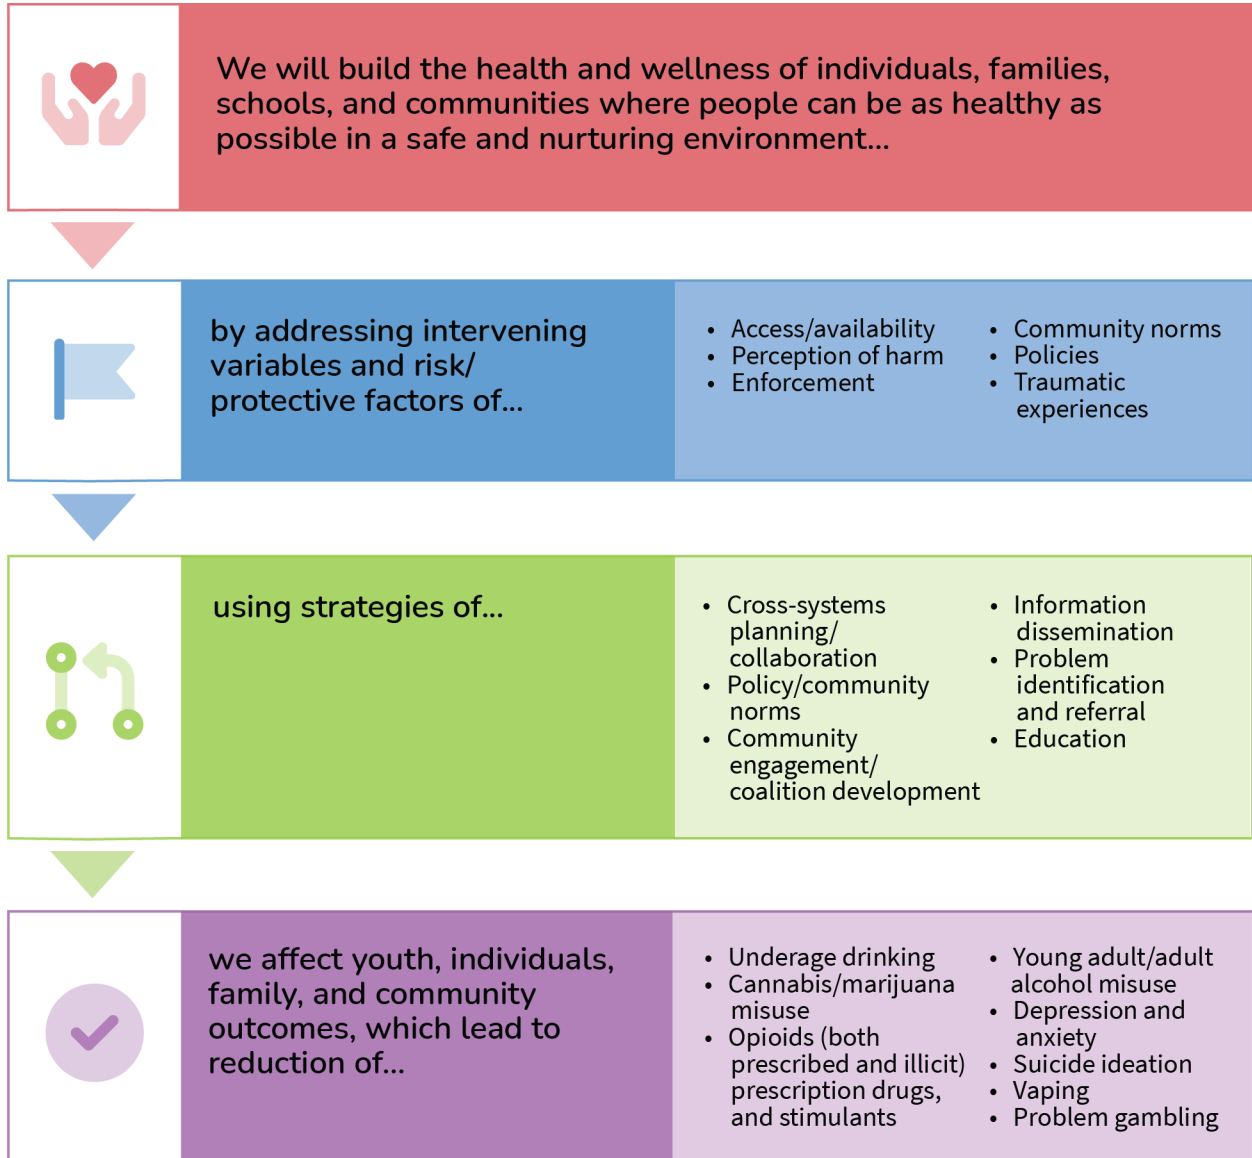 We will build the health and wellness of individuals, families,
schools, and communities where people can be as healthy as
possible in a safe and nurturing environment...
by addressing intervening
variables and risk/
protective factors of...
• Access/availability
• Perception of harm
• Enforcement
• Community norms
• Policies
• Traumatic
experiences
using strategies of...
• Cross-systems
planning/
collaboration
• Policy/community
norms
• Community
engagement/
coalition development
• Information
dissemination
• Problem
identification
and referral
• Education
we affect youth, individuals,
family, and community
outcomes, which lead to
reduction of...
• Underage drinking
• Cannabis/marijuana
misuse
• Opioids (both
prescribed and illicit)
prescription drugs,
and stimulants
• Young adult/adult
alcohol misuse
• Depression and
anxiety
• Suicide ideation
• Vaping
• Problem gambling